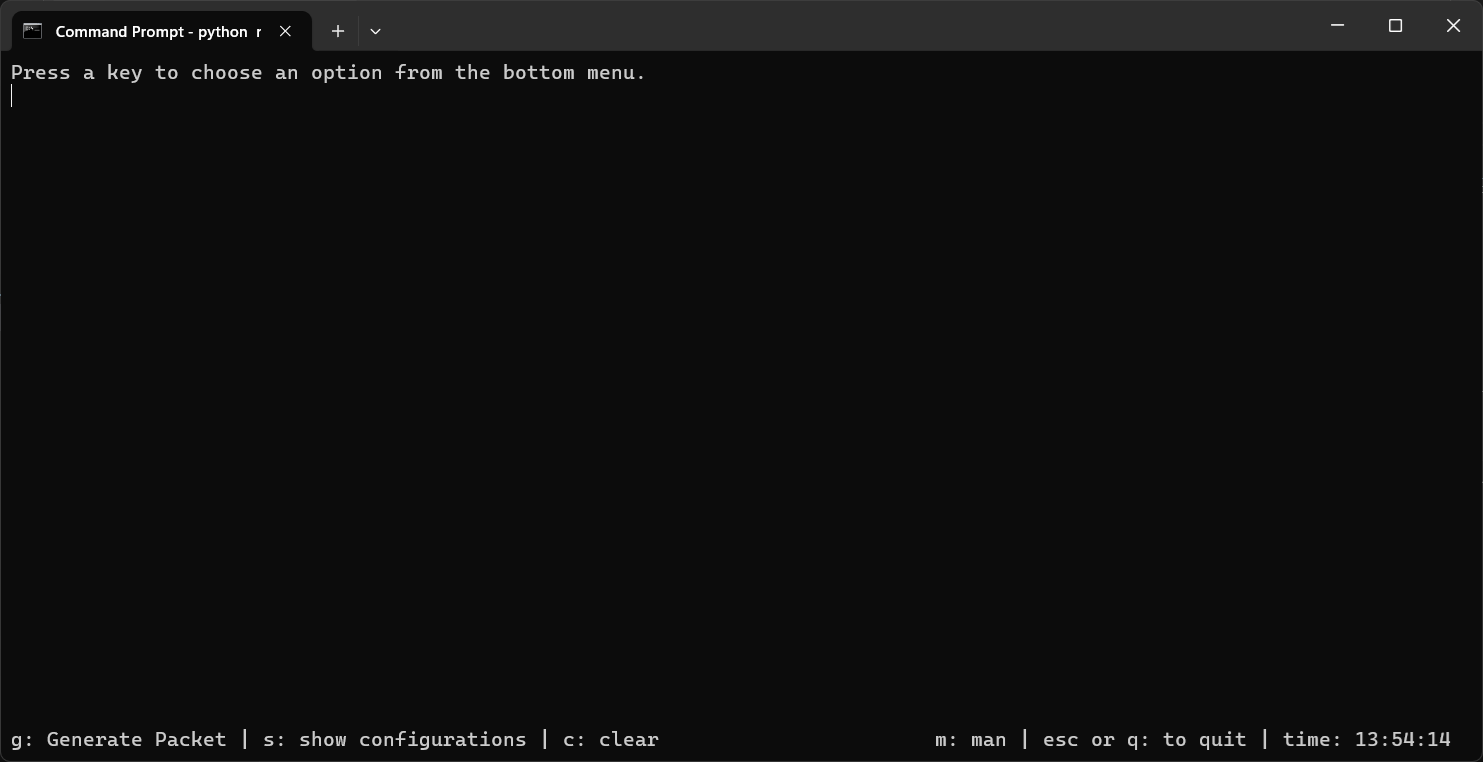 Command Prompt - python r
Press a key to choose an option from the bottom menu.
g: Generate Packet | s: show configurations | c: clear m: man | esc or q: to quit | time: 13:54:14